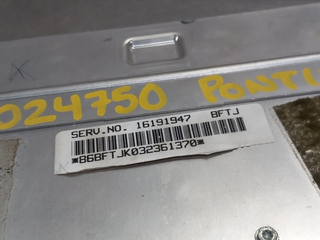 024750 PONTI
SERV.NO. 16191947 BFTJ
*86BFTJK032361370*